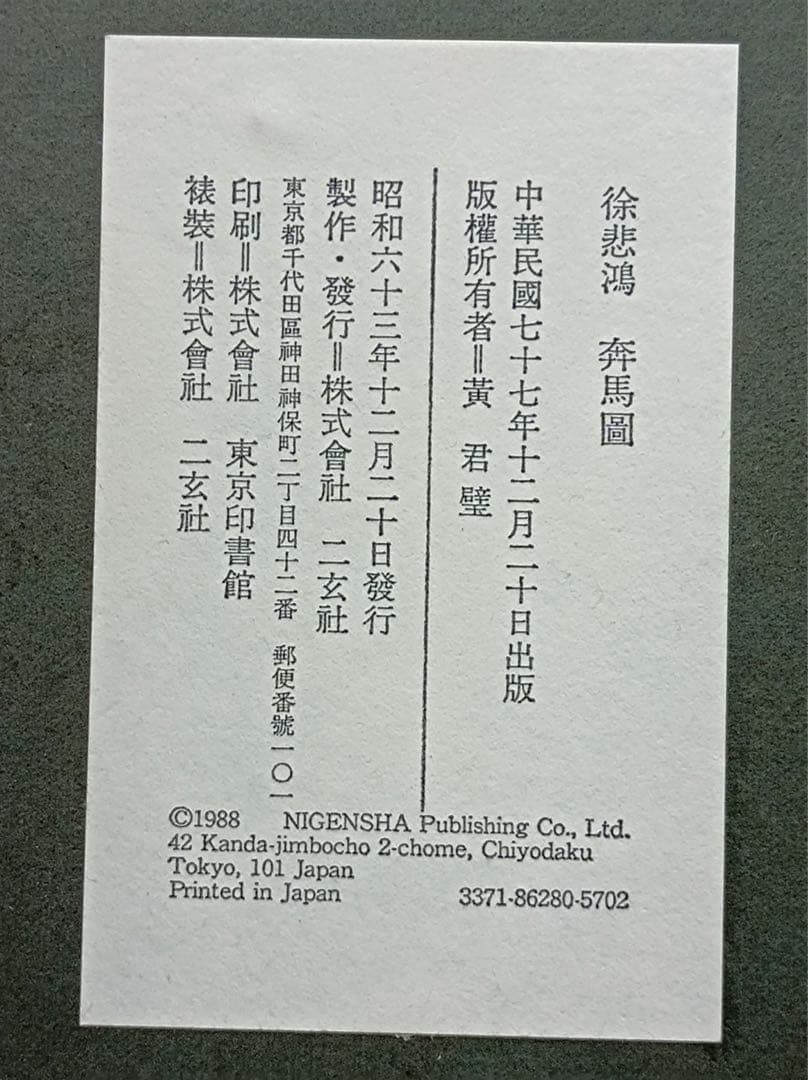 徐悲鴻　奔馬圖
中華民國七十七年十二月二十日出版
版權所有者＝黃　君　璧
昭和六十三年十二月二十日發行
製作・發行＝株式會社　二玄社
東京都千代田區神田神保町二丁目四十二番　郵便番號一〇一
印刷＝株式會社　東京印書館
裱裝＝株式會社　二玄社
©1988　NIGENSHA Publishing Co., Ltd.
42 Kanda-jimbocho 2-chome, Chiyodaku
Tokyo, 101 Japan
Printed in Japan　3371-86280-5702